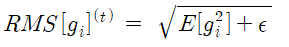 RMS[g_i]^{(t)} = \sqrt{E[g_i^2] + \epsilon}